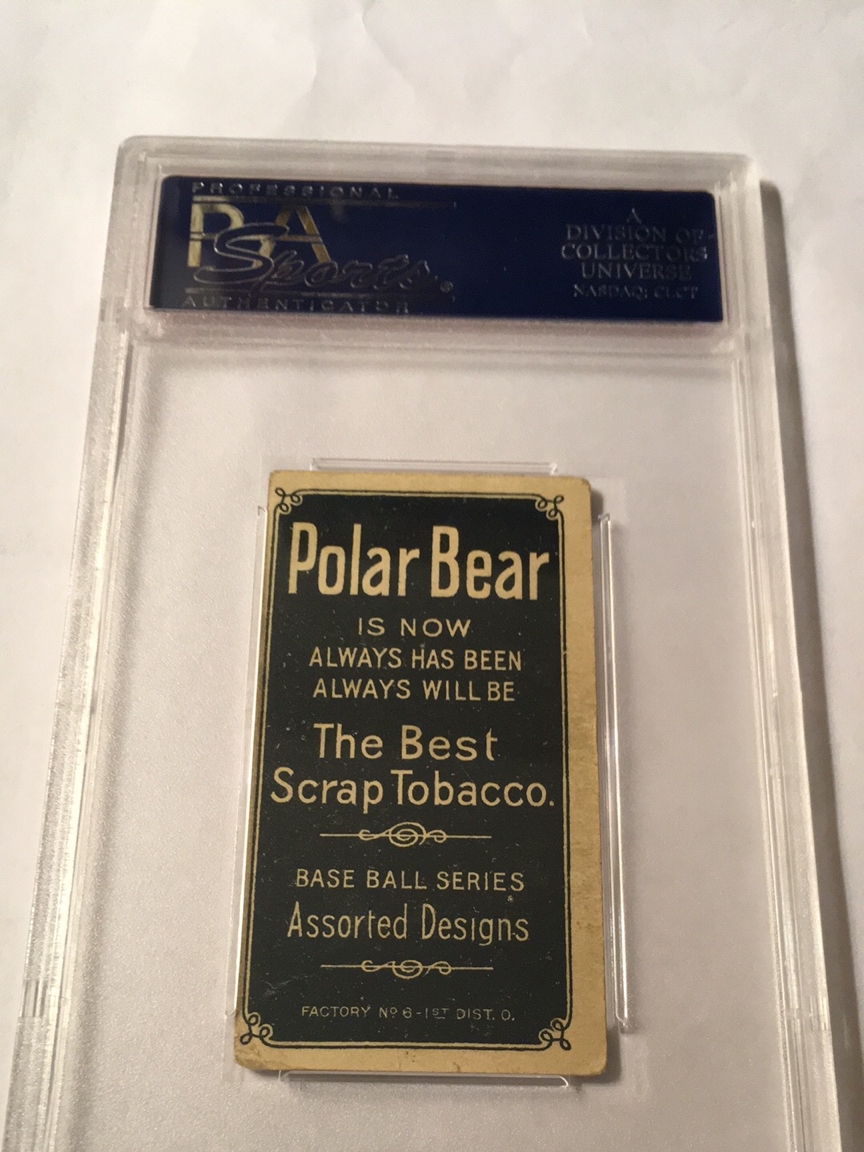 PROFESSIONAL
PSA
Sports®
AUTHENTICATOR
A
DIVISION OF
COLLECTORS
UNIVERSE
NASDAQ: CLCT
Polar Bear
IS NOW
ALWAYS HAS BEEN
ALWAYS WILL BE
The Best
Scrap Tobacco.
BASE BALL SERIES
Assorted Designs
FACTORY Nº 6-1ST DIST. O.